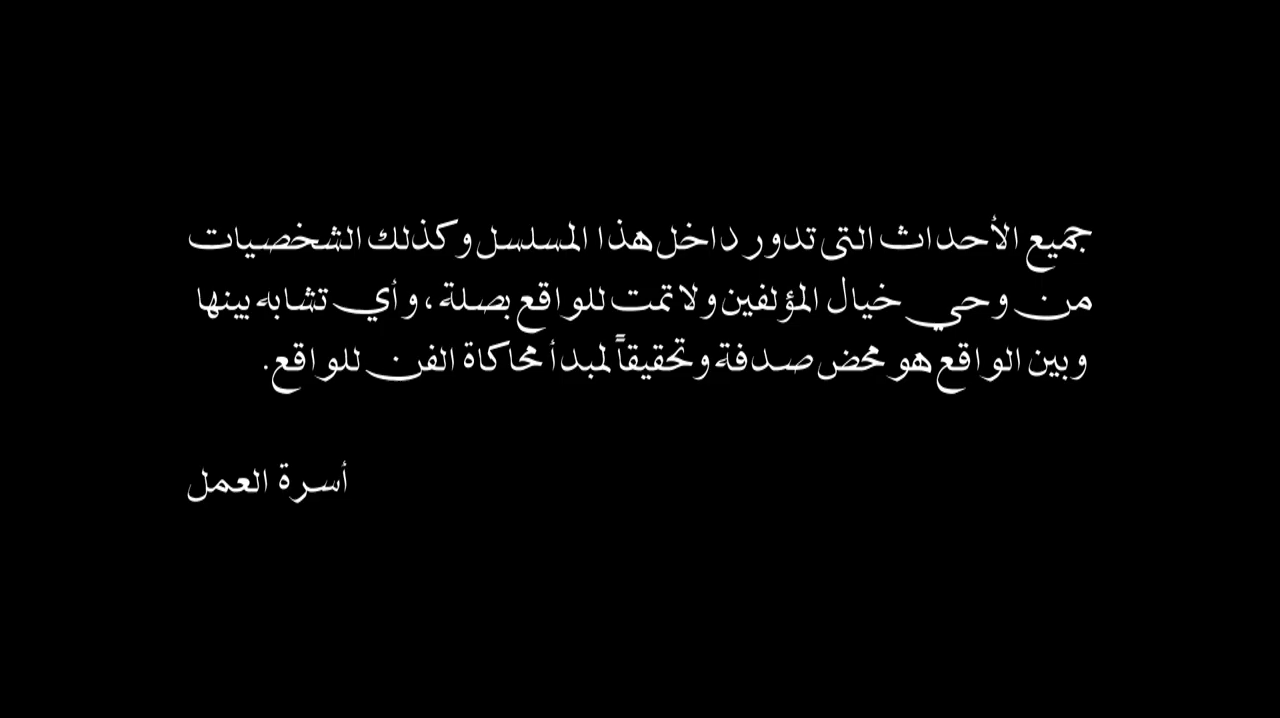 جميع الأحداث التى تدور داخل هذا المسلسل وكذلك الشخصيات
من وحي خيال المؤلفين ولا تمت للواقع بصلة، وأي تشابه بينها
وبين الواقع هو محض صدفة وتحقيقاً لمبدأ محاكاة الفن للواقع.
أسرة العمل